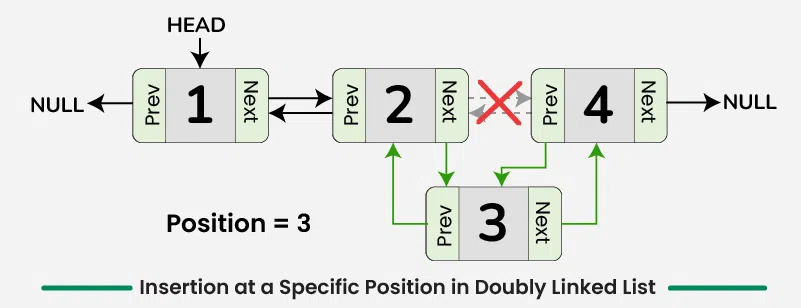 HEAD
NULL
Prev 1 Next
Prev 2 Next
Prev 4 Next
NULL
Prev 3 Next
Position = 3
Insertion at a Specific Position in Doubly Linked List